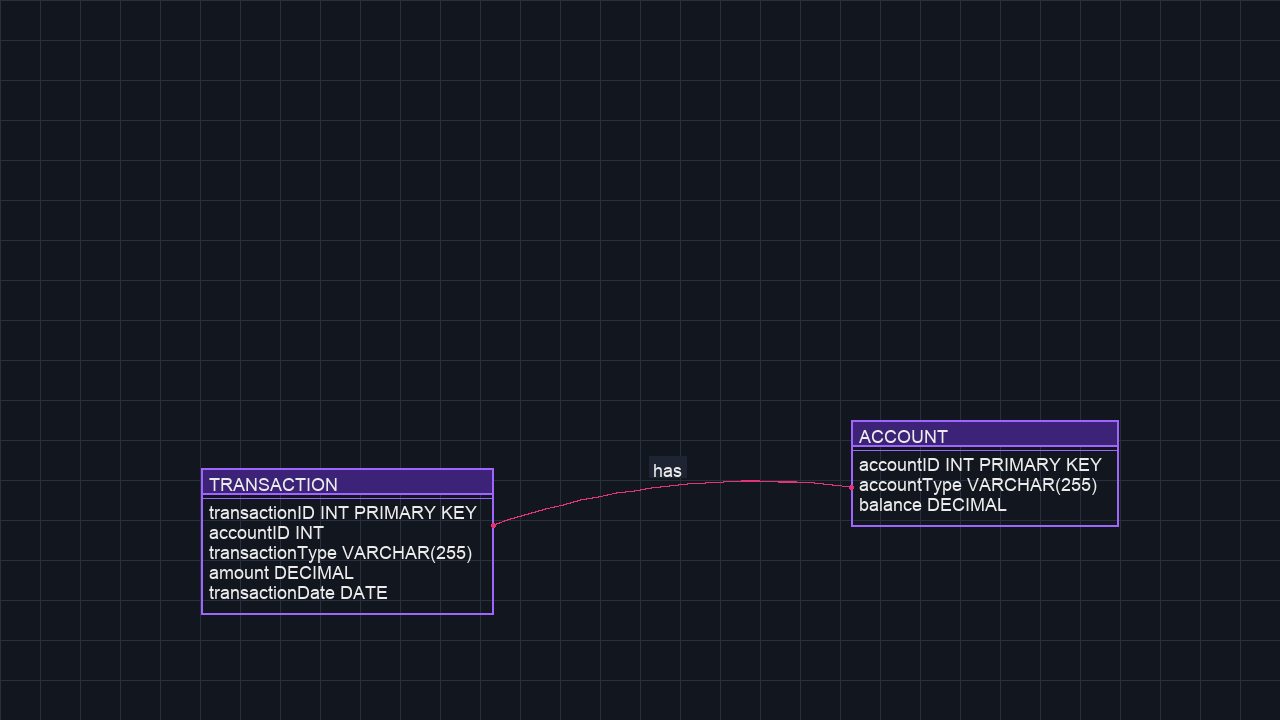 TRANSACTION
transactionID INT PRIMARY KEY
accountID INT
transactionType VARCHAR(255)
amount DECIMAL
transactionDate DATE
has
ACCOUNT
accountID INT PRIMARY KEY
accountType VARCHAR(255)
balance DECIMAL